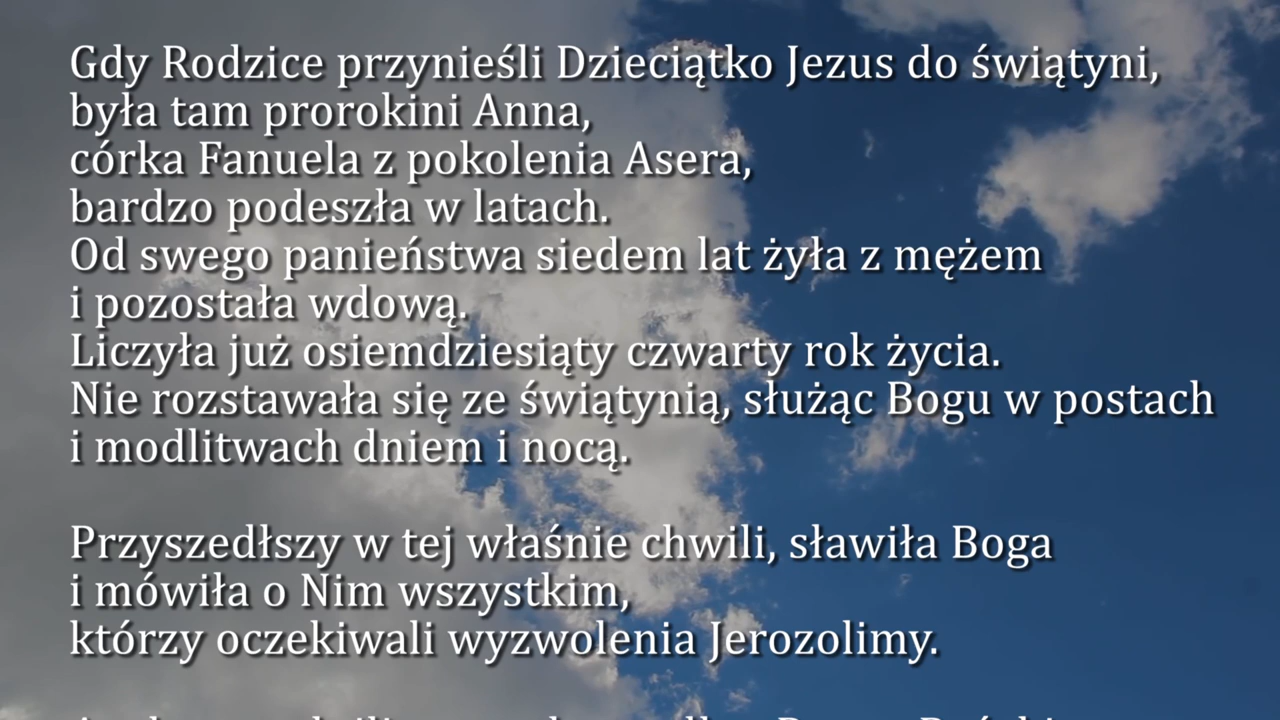 Gdy Rodzice przynieśli Dzieciątko Jezus do świątyni,
była tam prorokini Anna,
córka Fanuela z pokolenia Asera,
bardzo podeszła w latach.
Od swego panieństwa siedem lat żyła z mężem
i pozostała wdową.
Liczyła już osiemdziesiąty czwarty rok życia.
Nie rozstawała się ze świątynią, służąc Bogu w postach
i modlitwach dniem i nocą.
Przyszedłszy w tej właśnie chwili, sławiła Boga
i mówiła o Nim wszystkim,
którzy oczekiwali wyzwolenia Jerozolimy.